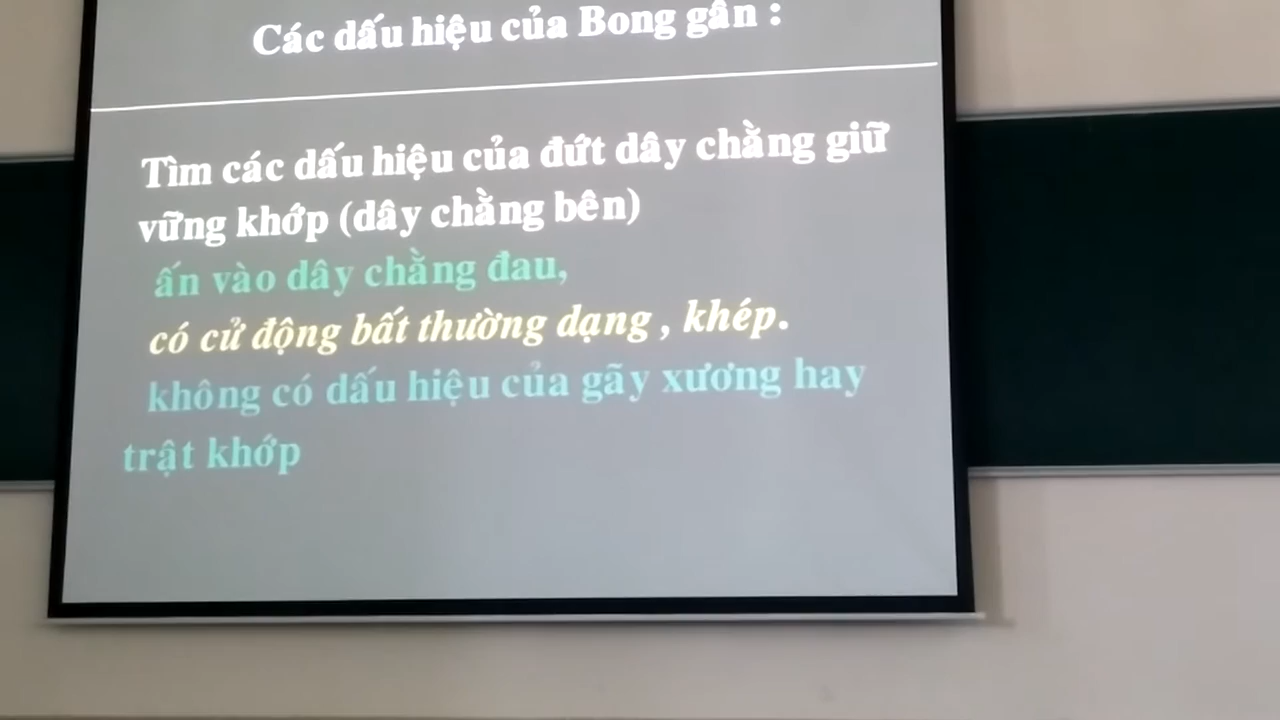 Các dấu hiệu của Bong gân :
Tìm các dấu hiệu của đứt dây chằng giữ
vững khớp (dây chằng bên)
ấn vào dây chằng đau,
có cử động bất thường dạng , khép.
không có dấu hiệu của gãy xương hay
trật khớp